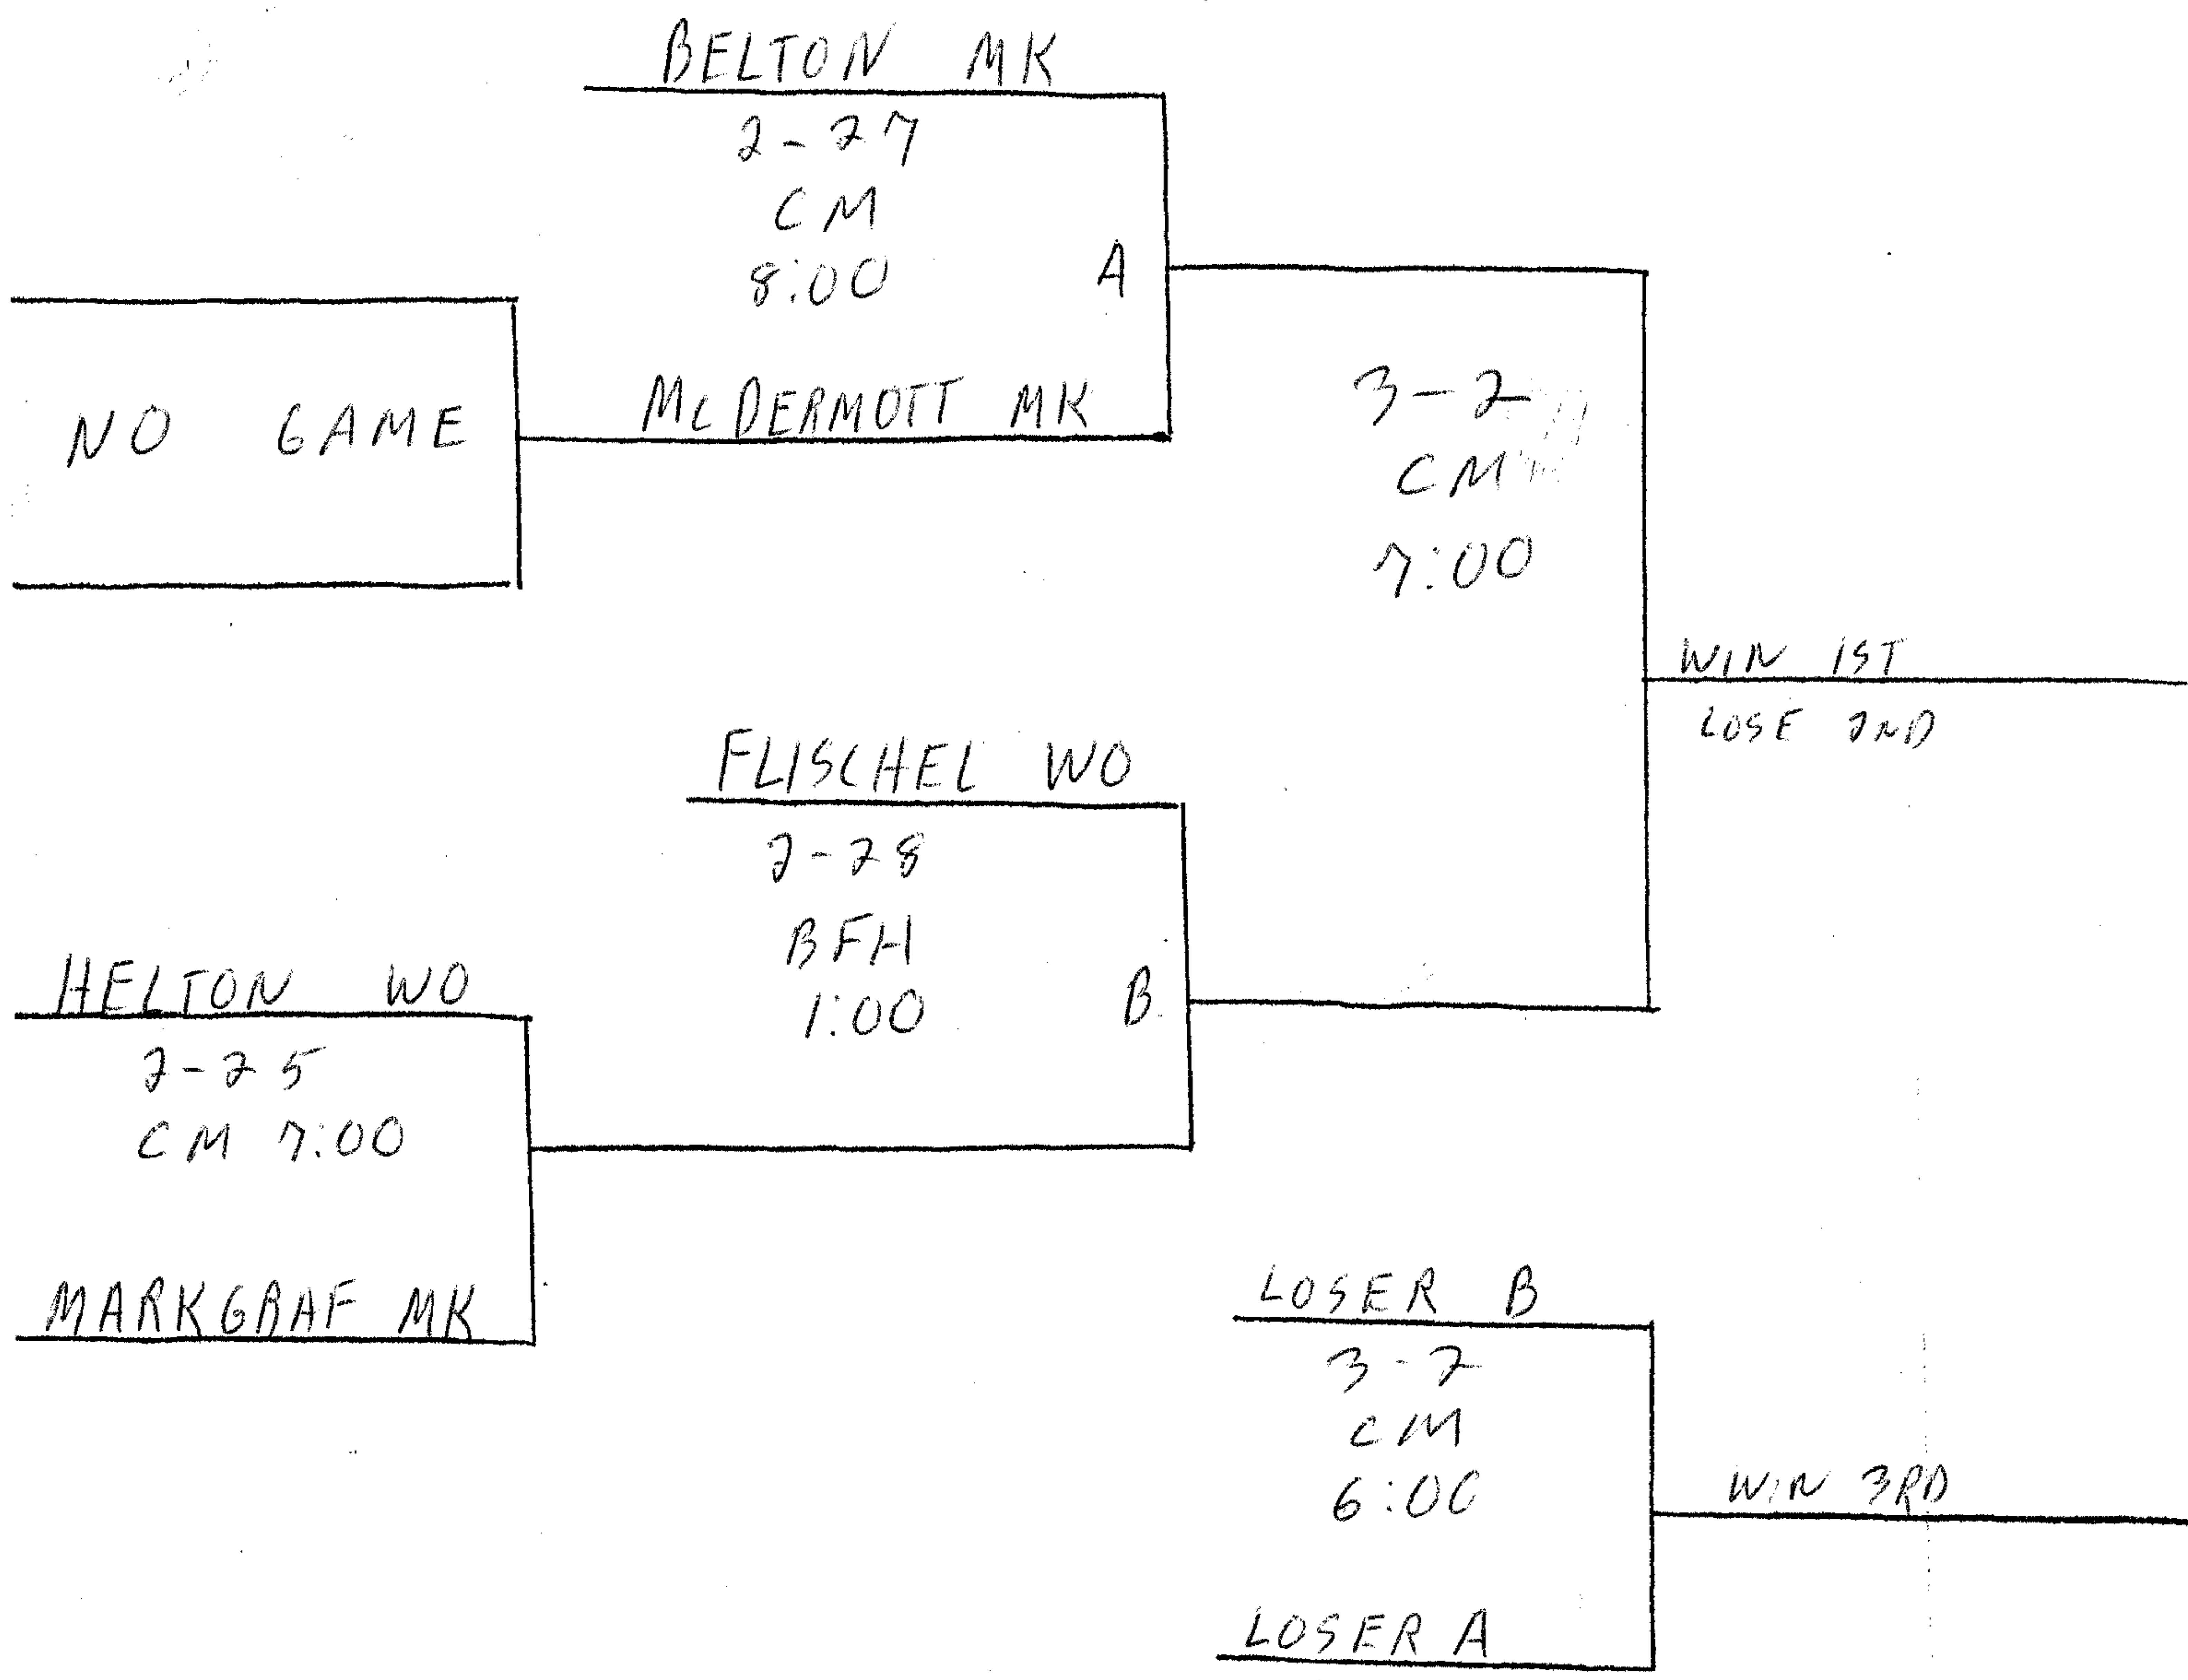 BELTON MK
2-27
CM
8:00
A
NO GAME
McDERMOTT MK
3-2
CM
7:00
WIN 1ST
LOSE 2ND
FLISCHEL WO
2-28
BFH
1:00
B
HELTON WO
2-25
CM 7:00
MARKGRAF MK
LOSER B
3-2
CM
6:00
WIN 3RD
LOSER A